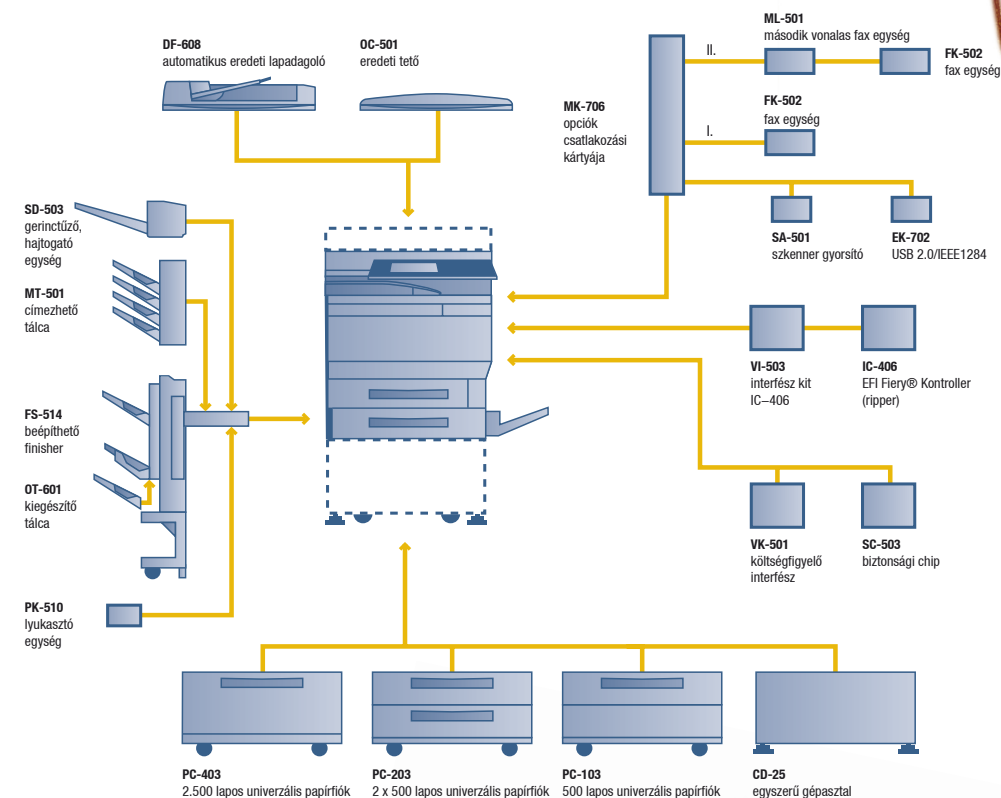 DF-608
automatikus eredeti lapadagoló
OC-501
eredeti tető
ML-501
második vonalas fax egység
FK-502
fax egység
II.
FK-502
fax egység
I.
MK-706
opciók
csatlakozási
kártyája
SA-501
szkenner gyorsító
EK-702
USB 2.0/IEEE1284
SD-503
gerinctűző,
hajtogató
egység
MT-501
címezhető
tálca
FS-514
beépíthető
finisher
OT-601
kiegészítő
tálca
PK-510
lyukasztó
egység
VI-503
interfész kit
IC–406
IC-406
EFI Fiery® Kontroller
(ripper)
VK-501
költségfigyelő
interfész
SC-503
biztonsági chip
PC-403
2.500 lapos univerzális papírfiók
PC-203
2 x 500 lapos univerzális papírfiók
PC-103
500 lapos univerzális papírfiók
CD-25
egyszerű gépasztal